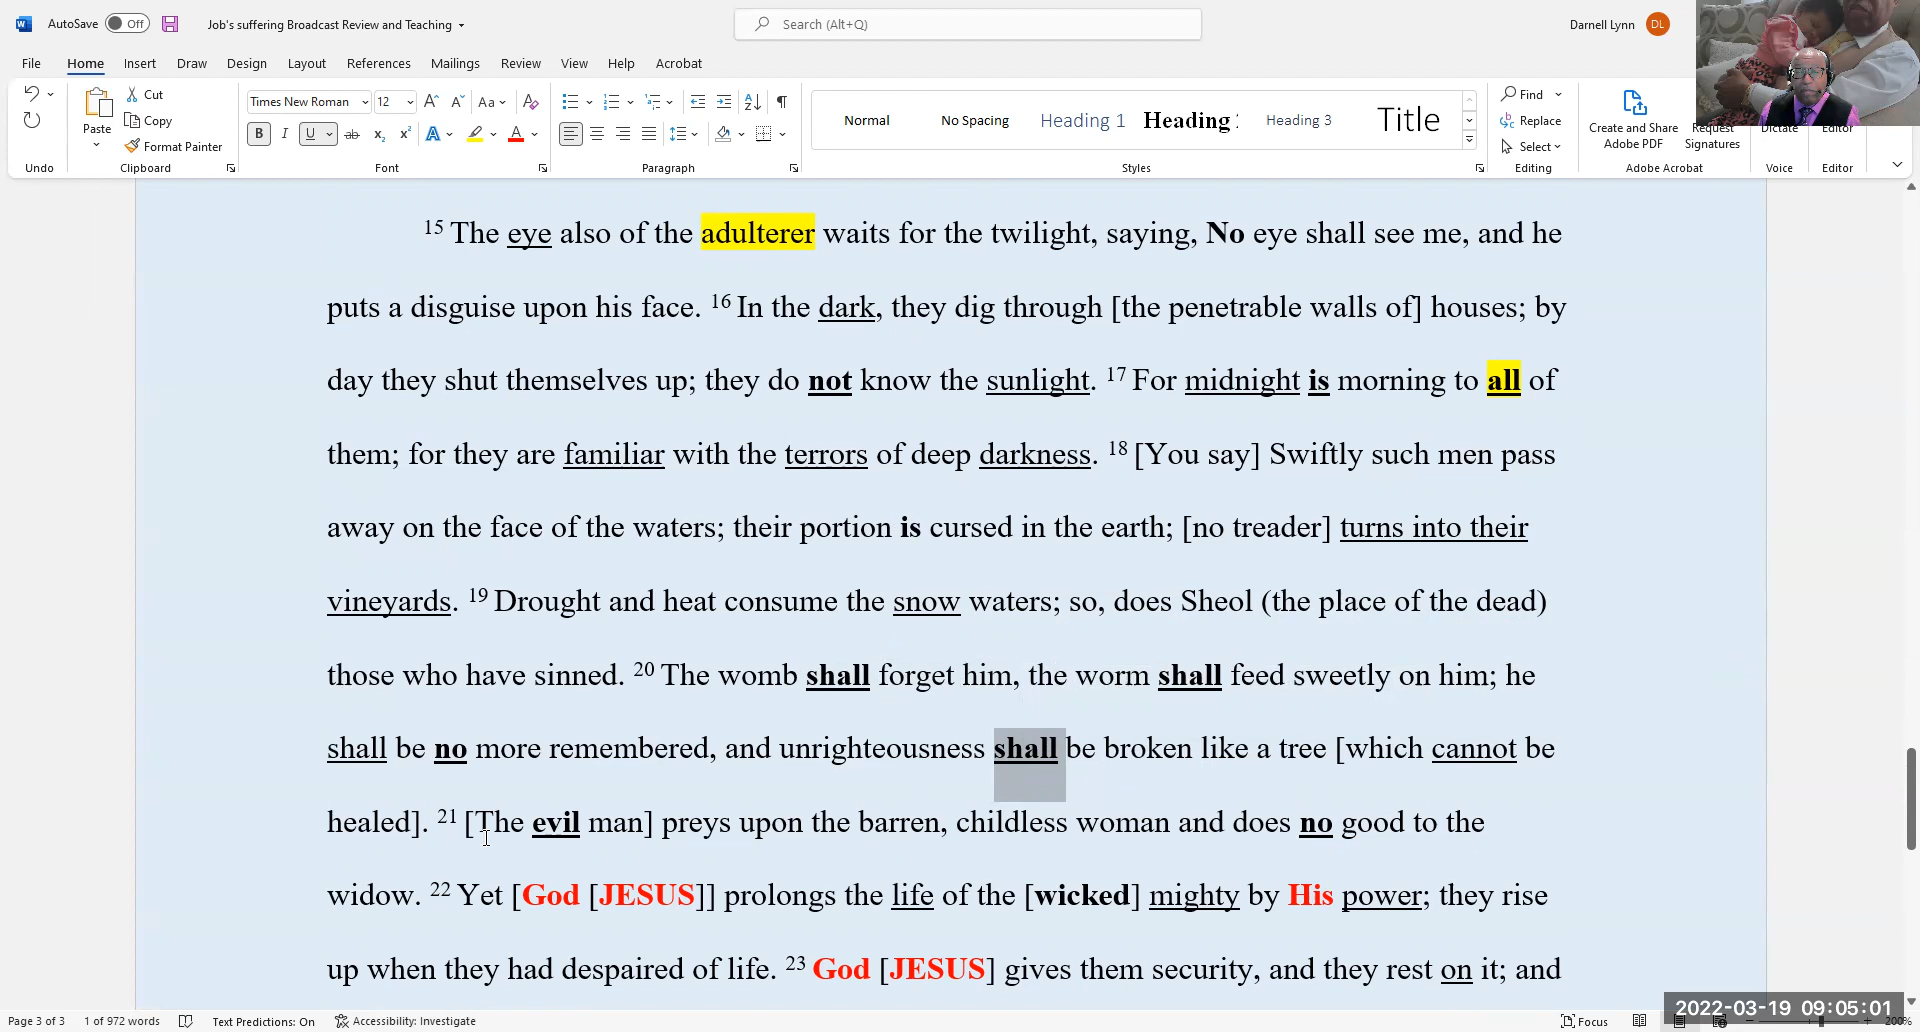 AutoSave Off Job's suffering Broadcast Review and Teaching Search (Alt+Q) Darnell Lynn DL
File Home Insert Draw Design Layout References Mailings Review View Help Acrobat
Undo
Paste Cut
Copy
Format Painter
Clipboard
Times New Roman 12
Font
Paragraph
Normal No Spacing Heading 1 Heading Heading 3 Title
Styles
Find
Replace
Select
Editing
Create and Share
Adobe PDF
Request
Signatures
Adobe Acrobat
Dictate
Voice
Editor
Editor
15 The eye also of the adulterer waits for the twilight, saying, No eye shall see me, and he
puts a disguise upon his face. 16 In the dark, they dig through [the penetrable walls of] houses; by
day they shut themselves up; they do not know the sunlight. 17 For midnight is morning to all of
them; for they are familiar with the terrors of deep darkness. 18 [You say] Swiftly such men pass
away on the face of the waters; their portion is cursed in the earth; [no treader] turns into their
vineyards. 19 Drought and heat consume the snow waters; so, does Sheol (the place of the dead)
those who have sinned. 20 The womb shall forget him, the worm shall feed sweetly on him; he
shall be no more remembered, and unrighteousness shall be broken like a tree [which cannot be
healed]. 21 [The evil man] preys upon the barren, childless woman and does no good to the
widow. 22 Yet [God [JESUS]] prolongs the life of the [wicked] mighty by His power; they rise
up when they had despaired of life. 23 God [JESUS] gives them security, and they rest on it; and
Page 3 of 3 1 of 972 words Text Predictions: On Accessibility: Investigate Focus 200%
2022-03-19 09:05:01